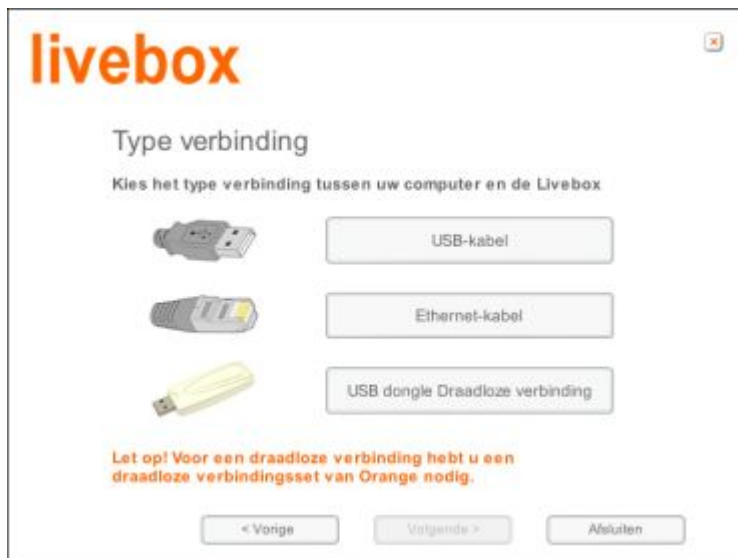 livebox
Type verbinding
Kies het type verbinding tussen uw computer en de Livebox
USB-kabel
Ethernet-kabel
USB dongle Draadloze verbinding
Let op! Voor een draadloze verbinding hebt u een
draadloze verbindingsset van Orange nodig.
< Vorige
Volgende >
Afsluiten